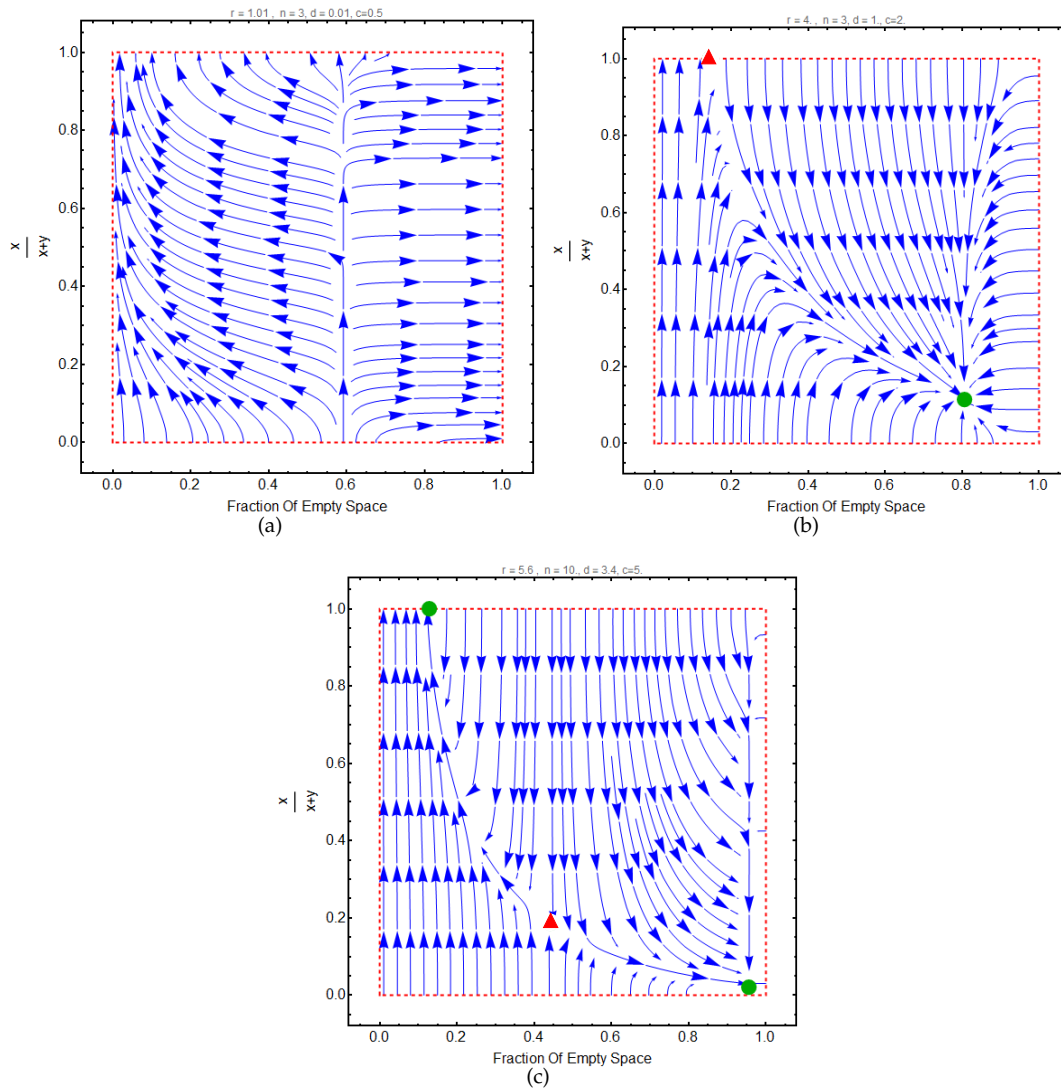 r = 1.01 , n = 3, d = 0.01, c=0.5
1.0
0.8
0.6
0.4
0.2
0.0
x
x+y
0.0 0.2 0.4 0.6 0.8 1.0
Fraction Of Empty Space
(a)
r = 4. , n = 3, d = 1., c=2.
1.0
0.8
0.6
0.4
0.2
0.0
x
x+y
0.0 0.2 0.4 0.6 0.8 1.0
Fraction Of Empty Space
(b)
r = 5.6 , n = 10., d = 3.4, c=5.
1.0
0.8
0.6
0.4
0.2
0.0
x
x+y
0.0 0.2 0.4 0.6 0.8 1.0
Fraction Of Empty Space
(c)